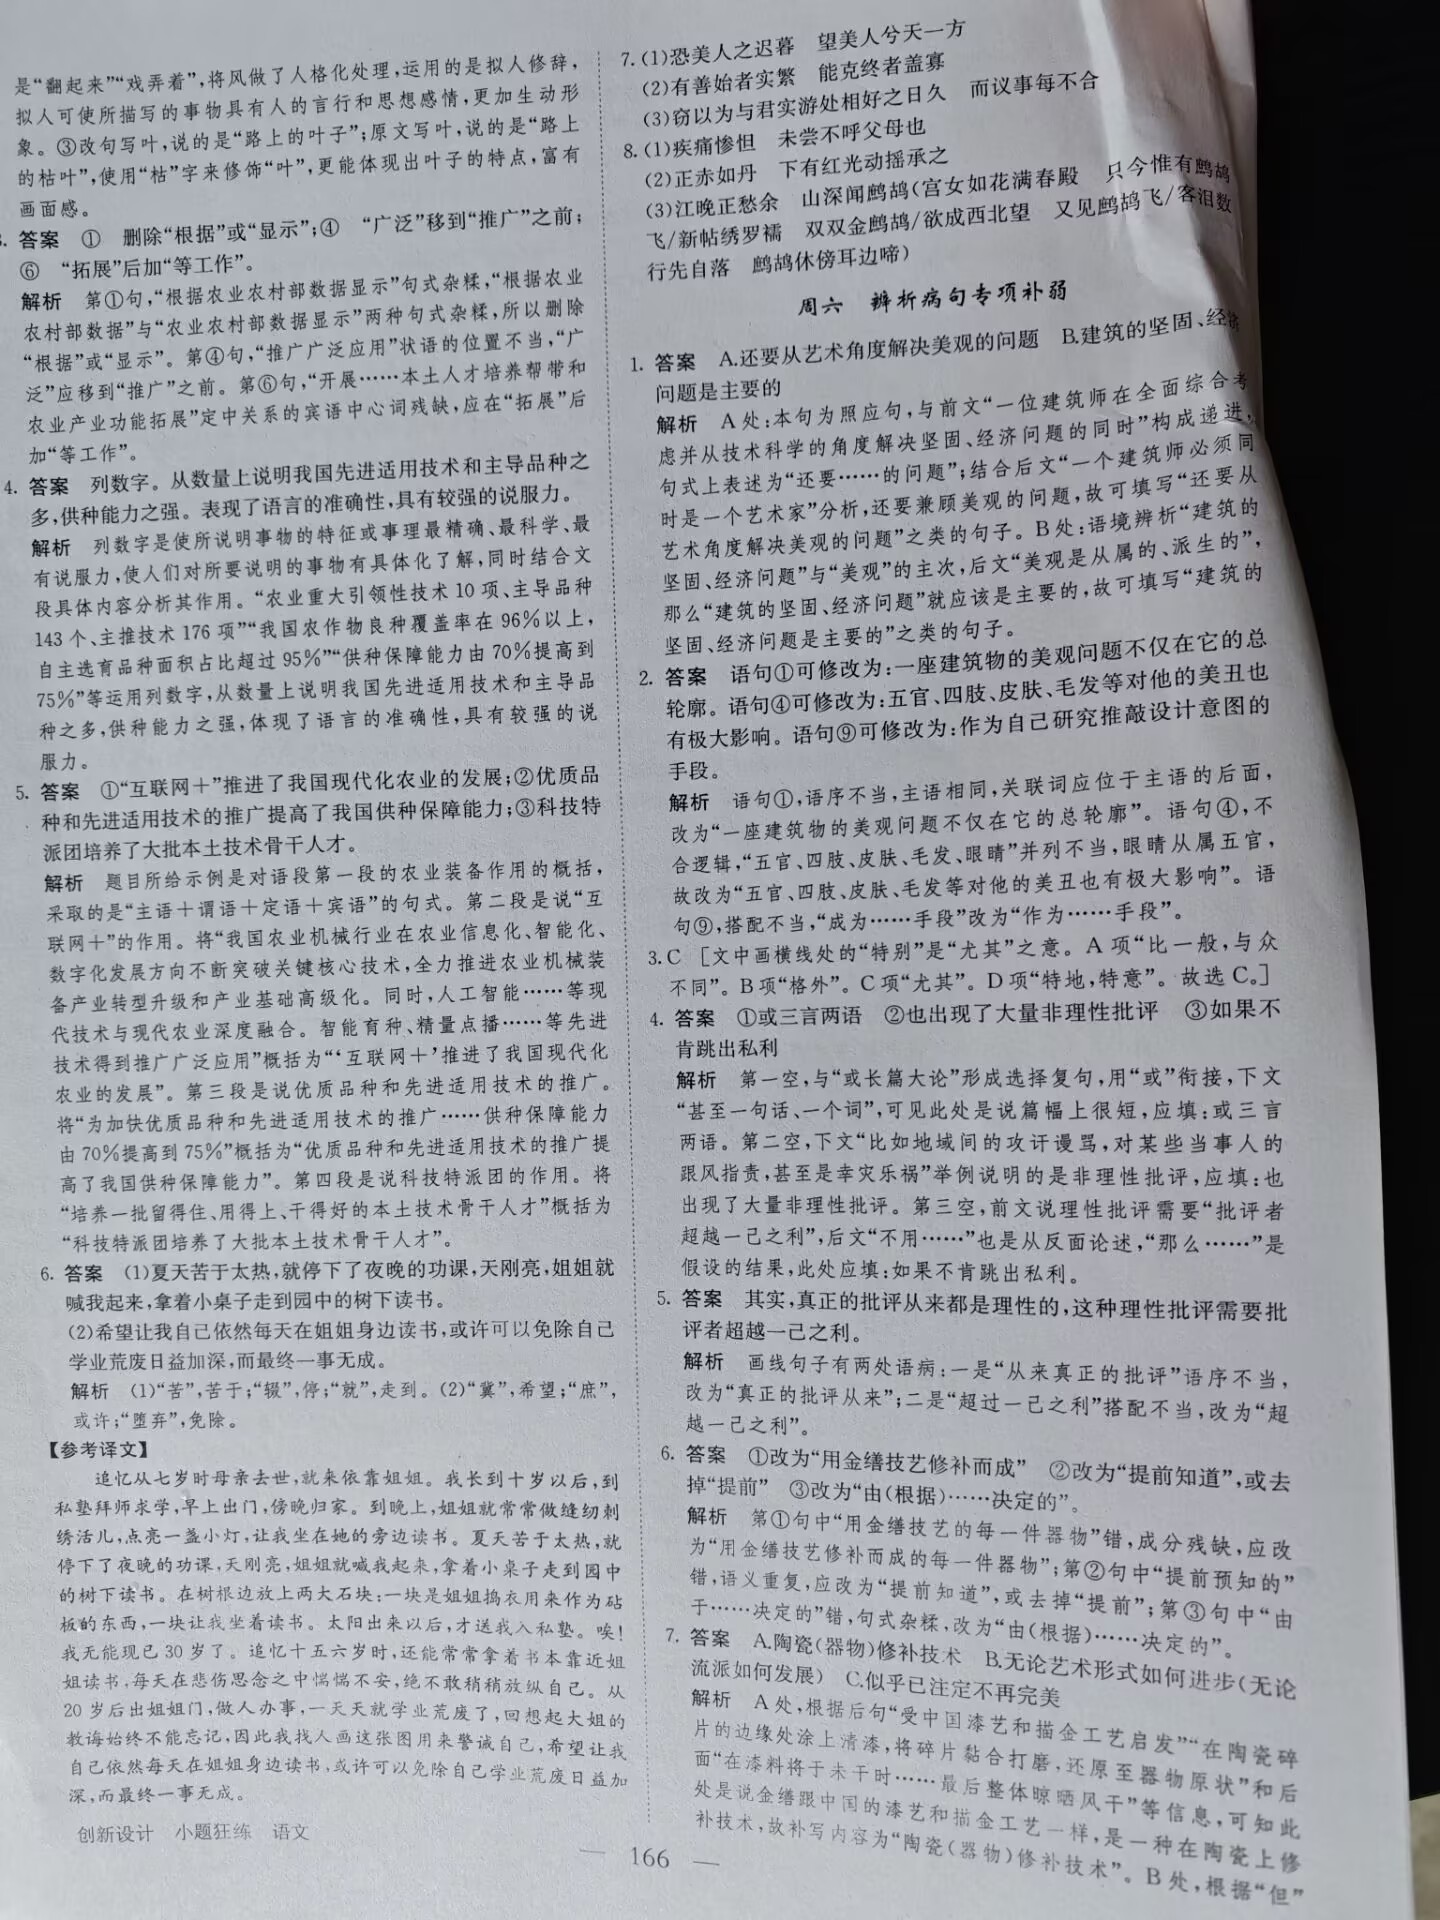 是“翻起来”“戏弄着”,将风做了人格化处理,运用的是拟人修辞,
拟人可使所描写的事物具有人的言行和思想感情,更加生动形
象。③改句写叶,说的是“路上的叶子”;原文写叶,说的是“路上
的枯叶”,使用“枯”字来修饰“叶”,更能体现出叶子的特点,富有
画面感。
答案 ① 删除“根据”或“显示”;④ “广泛”移到“推广”之前;
⑥ “拓展”后加“等工作”。
解析 第①句,“根据农业农村部数据显示”句式杂糅,“根据农业
农村部数据”与“农业农村部数据显示”两种句式杂糅,所以删除
“根据”或“显示”。第④句,“推广广泛应用”状语的位置不当,“广
泛”应移到“推广”之前。第⑥句,“开展……本土人才培养帮带和
农业产业功能拓展”定中关系的宾语中心词残缺,应在“拓展”后
加“等工作”。
4. 答案 列数字。从数量上说明我国先进适用技术和主导品种之
多,供种能力之强。表现了语言的准确性,具有较强的说服力。
解析 列数字是使所说明事物的特征或事理最精确、最科学、最
有说服力,使人们对所要说明的事物有具体化了解,同时结合文
段具体内容分析其作用。“农业重大引领性技术10项、主导品种
143个、主推技术176项”“我国农作物良种覆盖率在96%以上,
自主选育品种面积占比超过95%”“供种保障能力由70%提高到
75%”等运用列数字,从数量上说明我国先进适用技术和主导品
种之多,供种能力之强,体现了语言的准确性,具有较强的说
服力。
5. 答案 ①“互联网+”推进了我国现代化农业的发展;②优质品
种和先进适用技术的推广提高了我国供种保障能力;③科技特
派团培养了大批本土技术骨干人才。
解析 题目所给示例是对语段第一段的农业装备作用的概括,
采取的是“主语+谓语+定语+宾语”的句式。第二段是说“互
联网+”的作用。将“我国农业机械行业在农业信息化、智能化、
数字化发展方向不断突破关键核心技术,全力推进农业机械装
备产业转型升级和产业基础高级化。同时,人工智能……等现
代技术与现代农业深度融合。智能育种、精量点播……等先进
技术得到推广广泛应用”概括为“‘互联网+’推进了我国现代化
农业的发展”。第三段是说优质品种和先进适用技术的推广。
将“为加快优质品种和先进适用技术的推广……供种保障能力
由70%提高到75%”概括为“优质品种和先进适用技术的推广提
高了我国供种保障能力”。第四段是说科技特派团的作用。将
“培养一批留得住、用得上、干得好的本土技术骨干人才”概括为
“科技特派团培养了大批本土技术骨干人才”。
6. 答案 (1)夏天苦于太热,就停下了夜晚的功课,天刚亮,姐姐就
喊我起来,拿着小桌子走到园中的树下读书。
(2)希望让我自己依然每天在姐姐身边读书,或许可以免除自己
学业荒废日益加深,而最终一事无成。
解析 (1)“苦”,苦于;“辍”,停;“就”,走到。(2)“冀”,希望;“庶”,
或许;“堕弃”,免除。
【参考译文】
追忆从七岁时母亲去世,就来依靠姐姐。我长到十岁以后,到
私塾拜师求学,早上出门,傍晚归家。到晚上,姐姐就常常做缝纫刺
绣活儿,点亮一盏小灯,让我坐在她的旁边读书。夏天苦于太热,就
停下了夜晚的功课,天刚亮,姐姐就喊我起来,拿着小桌子走到园中
的树下读书。在树根边放上两大石块:一块是姐姐捣衣用来作为砧
板的东西,一块让我坐着读书。太阳出来以后,才送我入私塾。唉!
我无能现已30岁了。追忆十五六岁时,还能常常拿着书本靠近姐
姐读书,每天在悲伤思念之中惴惴不安,绝不敢稍稍放纵自己。从
20岁后出姐姐门,做人办事,一天天就学业荒废了,回想起大姐的
教诲始终不能忘记,因此我找人画这张图用来警诫自己,希望让我
自己依然每天在姐姐身边读书,或许可以免除自己学业荒废日益加
深,而最终一事无成。
创新设计 小题狂练 语文
7. (1)恐美人之迟暮 望美人兮天一方
(2)有善始者实繁 能克终者盖寡
(3)窃以为与君实游处相好之日久 而议事每不合
8. (1)疾痛惨怛 未尝不呼父母也
(2)正赤如丹 下有红光动摇承之
(3)江晚正愁余 山深闻鹧鸪(宫女如花满春殿 只今惟有鹧鸪
飞/新帖绣罗襦 双双金鹧鸪/欲成西北望 又见鹧鸪飞/客泪数
行先自落 鹧鸪休傍耳边啼)
周六 辨析病句专项补弱
1. 答案 A.还要从艺术角度解决美观的问题 B.建筑的坚固、经济
问题是主要的
解析 A处:本句为照应句,与前文“一位建筑师在全面综合考
虑并从技术科学的角度解决坚固、经济问题的同时”构成递进,
句式上表述为“还要……的问题”;结合后文“一个建筑师必须同
时是一个艺术家”分析,还要兼顾美观的问题,故可填写“还要从
艺术角度解决美观的问题”之类的句子。B处:语境辨析“建筑的
坚固、经济问题”与“美观”的主次,后文“美观是从属的、派生的”,
那么“建筑的坚固、经济问题”就应该是主要的,故可填写“建筑的
坚固、经济问题是主要的”之类的句子。
2. 答案 语句①可修改为:一座建筑物的美观问题不仅在它的总
轮廓。语句④可修改为:五官、四肢、皮肤、毛发等对他的美丑也
有极大影响。语句⑨可修改为:作为自己研究推敲设计意图的
手段。
解析 语句①,语序不当,主语相同,关联词应位于主语的后面,
改为“一座建筑物的美观问题不仅在它的总轮廓”。语句④,不
合逻辑,“五官、四肢、皮肤、毛发、眼睛”并列不当,眼睛从属五官,
故改为“五官、四肢、皮肤、毛发等对他的美丑也有极大影响”。语
句⑨,搭配不当,“成为……手段”改为“作为……手段”。
3. C [文中画横线处的“特别”是“尤其”之意。A项“比一般,与众
不同”。B项“格外”。C项“尤其”。D项“特地,特意”。故选C。]
4. 答案 ①或三言两语 ②也出现了大量非理性批评 ③如果不
肯跳出私利
解析 第一空,与“或长篇大论”形成选择复句,用“或”衔接,下文
“甚至一句话、一个词”,可见此处是说篇幅上很短,应填:或三言
两语。第二空,下文“比如地域间的攻讦谩骂,对某些当事人的
跟风指责,甚至是幸灾乐祸”举例说明的是非理性批评,应填:也
出现了大量非理性批评。第三空,前文说理性批评需要“批评者
超越一己之利”,后文“不用……”也是从反面论述,“那么……”是
假设的结果,此处应填:如果不肯跳出私利。
5. 答案 其实,真正的批评从来都是理性的,这种理性批评需要批
评者超越一己之利。
解析 画线句子有两处语病:一是“从来真正的批评”语序不当,
改为“真正的批评从来”;二是“超过一己之利”搭配不当,改为“超
越一己之利”。
6. 答案 ①改为“用金缮技艺修补而成” ②改为“提前知道”,或去
掉“提前” ③改为“由(根据)……决定的”。
解析 第①句中“用金缮技艺的每一件器物”错,成分残缺,应改
为“用金缮技艺修补而成的每一件器物”;第②句中“提前预知的”
错,语义重复,应改为“提前知道”,或去掉“提前”;第③句中“由
于……决定的”错,句式杂糅,改为“由(根据)……决定的”。
7. 答案 A.陶瓷(器物)修补技术 B.无论艺术形式如何进步(无论
流派如何发展) C.似乎已注定不再完美
解析 A处,根据后句“受中国漆艺和描金工艺启发”“在陶瓷碎
片的边缘处涂上清漆,将碎片黏合打磨,还原至器物原状”和后
面“在漆料将于未干时……最后整体晾晒风干”等信息,可知此
处是说金缮跟中国的漆艺和描金工艺一样,是一种在陶瓷上修
补技术,故补写内容为“陶瓷(器物)修补技术”。B处,根据“但”
— 166 —